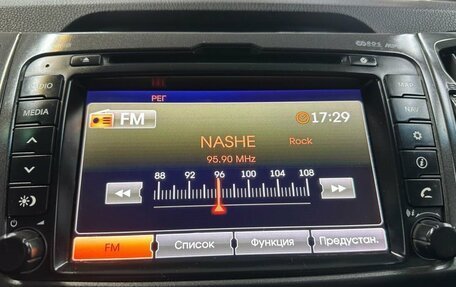 РЕГ
FM
17:29
NASHE
Rock
95.90 MHz
88 92 96 100 104 108
FM Список Функция Предустан.
MEDIA
MAP
NAV